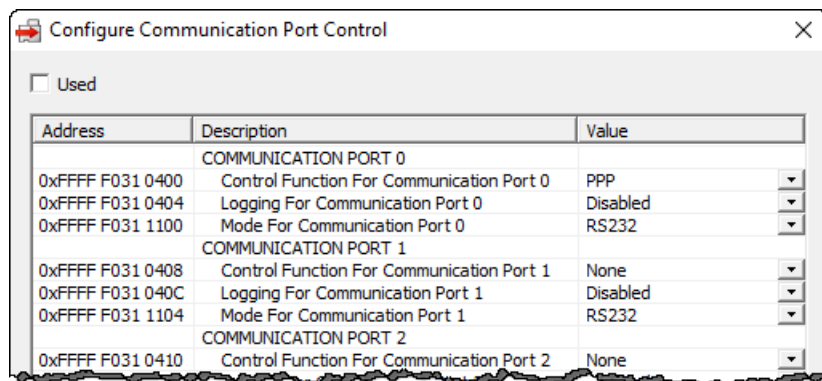 Configure Communication Port Control
Used
Address Description Value
COMMUNICATION PORT 0
0xFFFF F031 0400 Control Function For Communication Port 0 PPP
0xFFFF F031 0404 Logging For Communication Port 0 Disabled
0xFFFF F031 1100 Mode For Communication Port 0 RS232
COMMUNICATION PORT 1
0xFFFF F031 0408 Control Function For Communication Port 1 None
0xFFFF F031 040C Logging For Communication Port 1 Disabled
0xFFFF F031 1104 Mode For Communication Port 1 RS232
COMMUNICATION PORT 2
0xFFFF F031 0410 Control Function For Communication Port 2 None